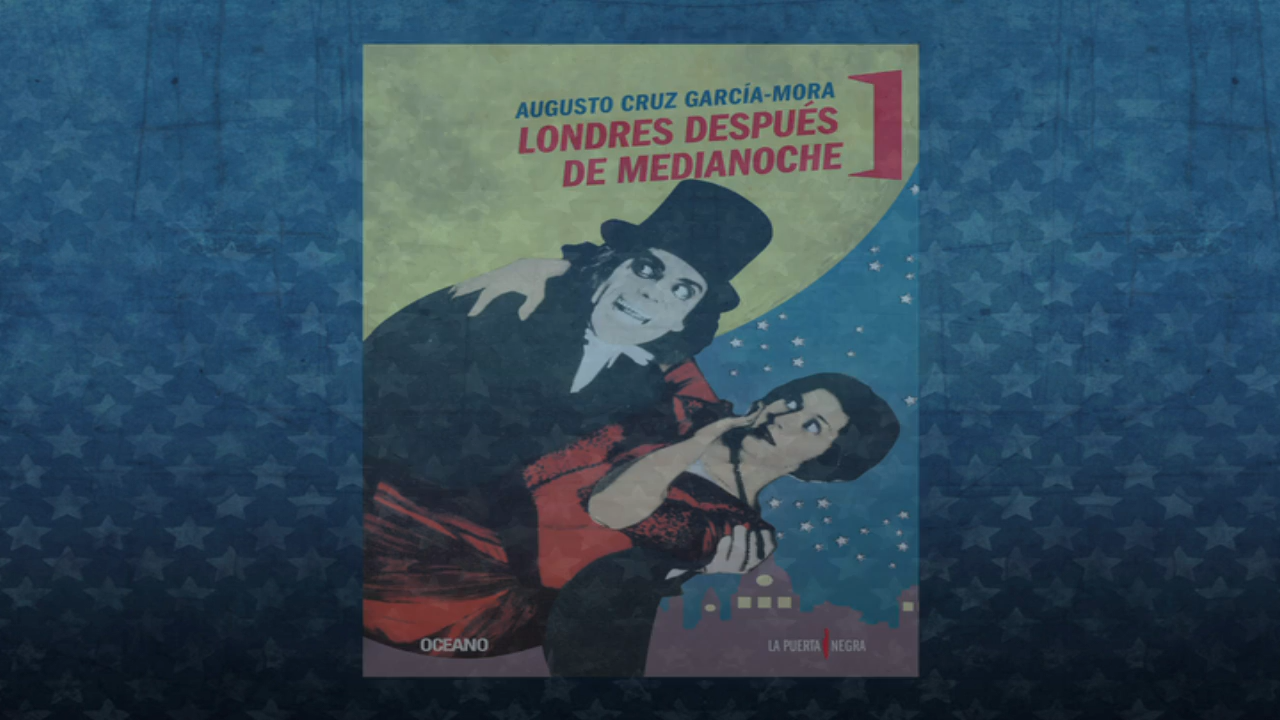 AUGUSTO CRUZ GARCÍA-MORA
LONDRES DESPUÉS
DE MEDIANOCHE
OCEANO
LA PUERTA NEGRA